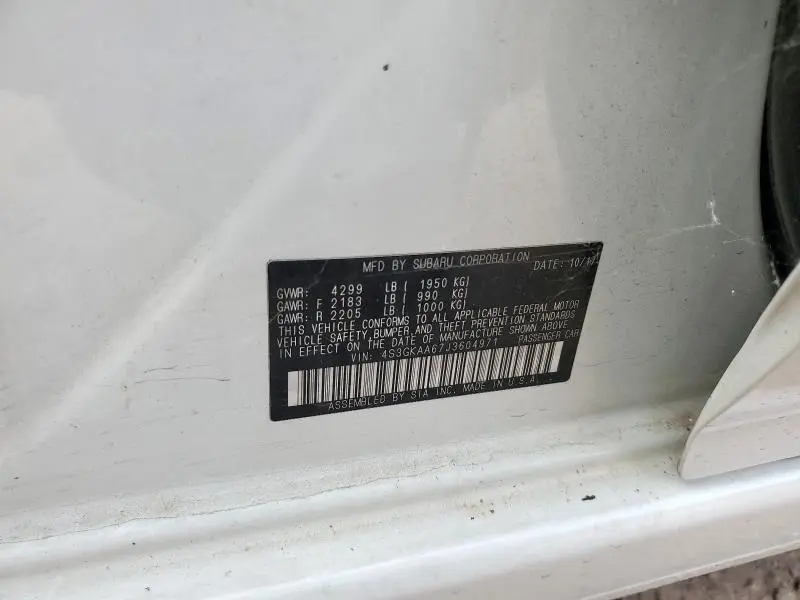 MFD BY SUBARU CORPORATION DATE: 10/17
GVWR: 4299 LB ( 1950 KG)
GAWR: F 2183 LB ( 990 KG)
GAWR: R 2205 LB ( 1000 KG)
THIS VEHICLE CONFORMS TO ALL APPLICABLE FEDERAL MOTOR
VEHICLE SAFETY, BUMPER, AND THEFT PREVENTION STANDARDS
IN EFFECT ON THE DATE OF MANUFACTURE SHOWN ABOVE.
VIN: 4S3GKAA67J3604971 PASSENGER CAR
ASSEMBLED BY SIA INC. MADE IN U.S.A.